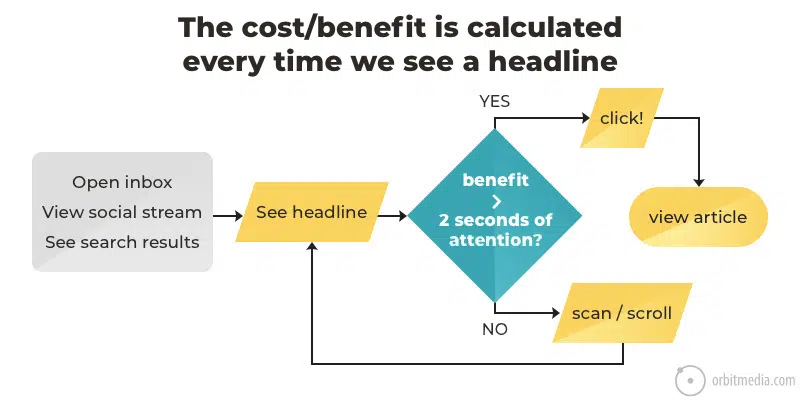 The cost/benefit is calculated
every time we see a headline
Open inbox
View social stream
See search results
See headline
benefit
>
2 seconds of
attention?
YES
click!
view article
NO
scan / scroll
orbitmedia.com